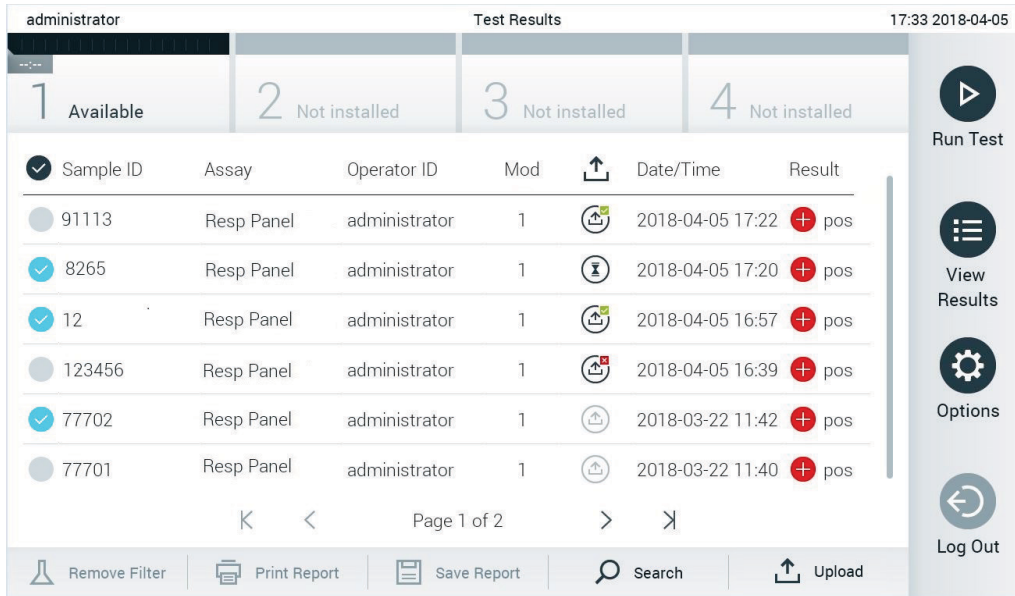 administrator Test Results 17:33 2018-04-05
--:--
1 Available 2 Not installed 3 Not installed 4 Not installed
Run Test
Sample ID Assay Operator ID Mod Date/Time Result
91113 Resp Panel administrator 1 2018-04-05 17:22 pos
8265 Resp Panel administrator 1 2018-04-05 17:20 pos
12 Resp Panel administrator 1 2018-04-05 16:57 pos
123456 Resp Panel administrator 1 2018-04-05 16:39 pos
77702 Resp Panel administrator 1 2018-03-22 11:42 pos
77701 Resp Panel administrator 1 2018-03-22 11:40 pos
Page 1 of 2
View
Results
Options
Log Out
Remove Filter Print Report Save Report Search Upload